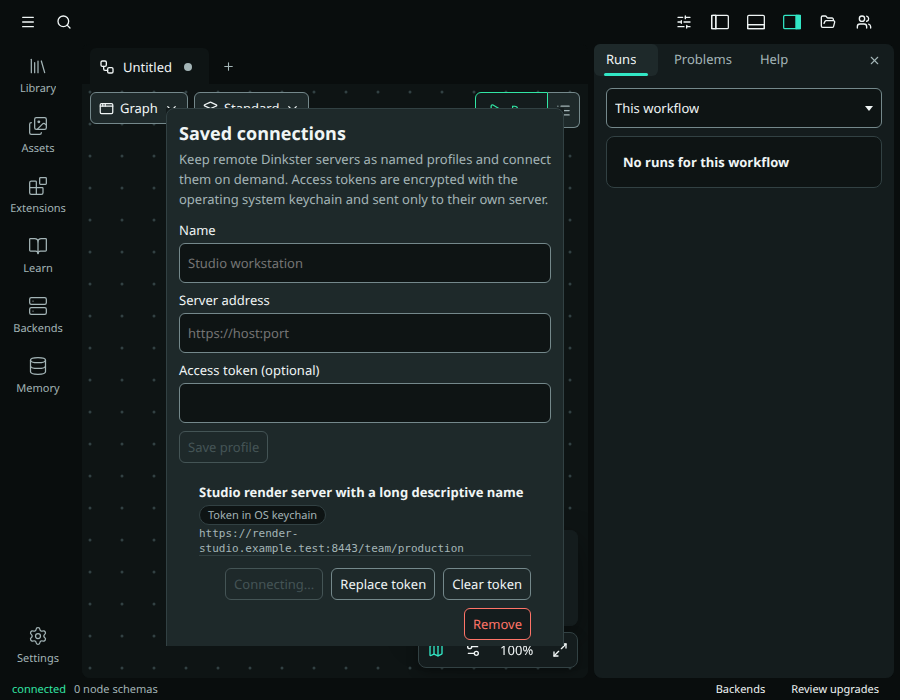 Untitled
Runs
Problems
Help
Library
Assets
Extensions
Learn
Backends
Memory
Settings
Graph
Standard
This workflow
No runs for this workflow
Saved connections
Keep remote Dinkster servers as named profiles and connect
them on demand. Access tokens are encrypted with the
operating system keychain and sent only to their own server.
Name
Studio workstation
Server address
https://host:port
Access token (optional)
Save profile
Studio render server with a long descriptive name
Token in OS keychain
https://render-
studio.example.test:8443/team/production
Connecting...
Replace token
Clear token
Remove
100%
connected
0 node schemas
Backends
Review upgrades